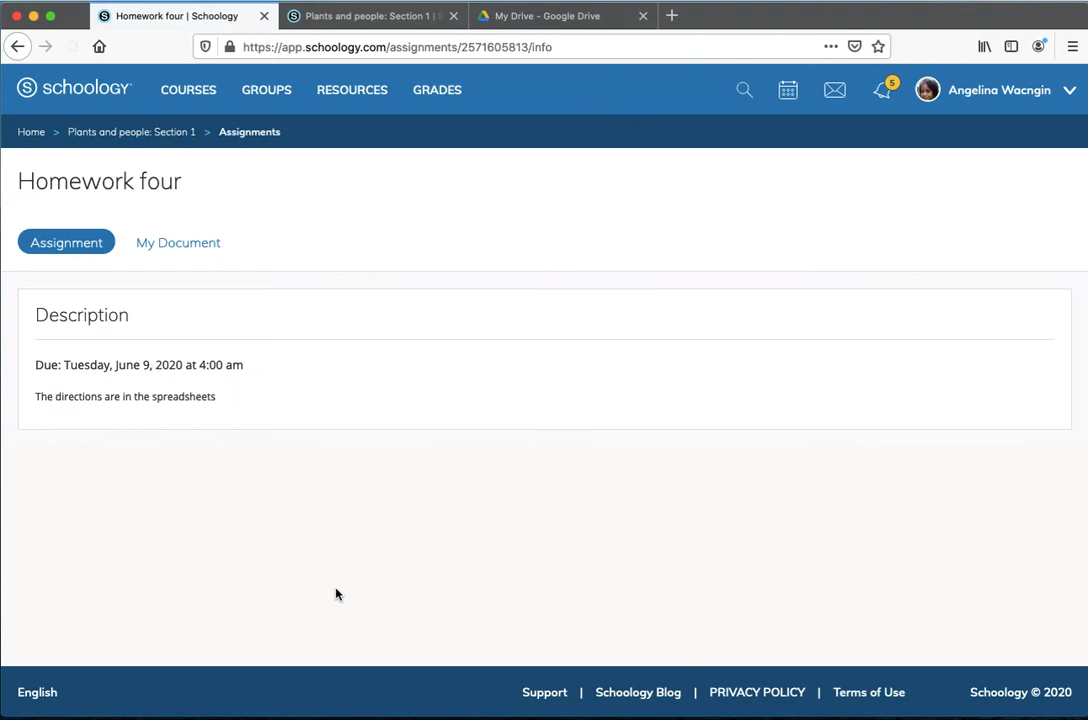 Homework four | Schoology
Plants and people: Section 1 | S
My Drive - Google Drive
https://app.schoology.com/assignments/2571605813/info
schoology
COURSES
GROUPS
RESOURCES
GRADES
5
Angelina Wacngin
Home > Plants and people: Section 1 > Assignments
Homework four
Assignment
My Document
Description
Due: Tuesday, June 9, 2020 at 4:00 am
The directions are in the spreadsheets
English
Support | Schoology Blog | PRIVACY POLICY | Terms of Use
Schoology © 2020